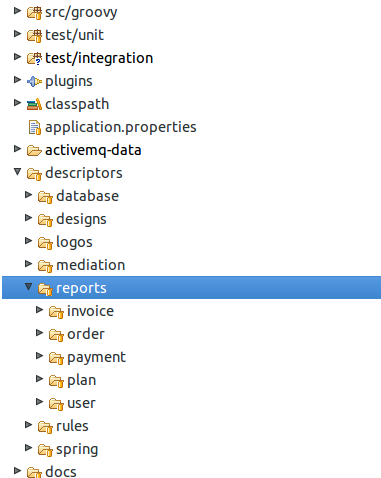 src/groovy
test/unit
test/integration
plugins
classpath
application.properties
activemq-data
descriptors
database
designs
logos
mediation
reports
invoice
order
payment
plan
user
rules
spring
docs